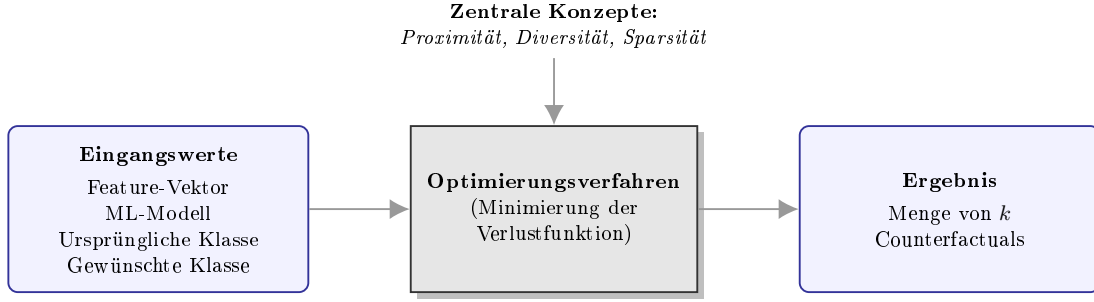 Zentrale Konzepte:
Proximität, Diversität, Sparsität
Eingangswerte
Feature-Vektor
ML-Modell
Ursprüngliche Klasse
Gewünschte Klasse
Optimierungsverfahren
(Minimierung der
Verlustfunktion)
Ergebnis
Menge von k
Counterfactuals